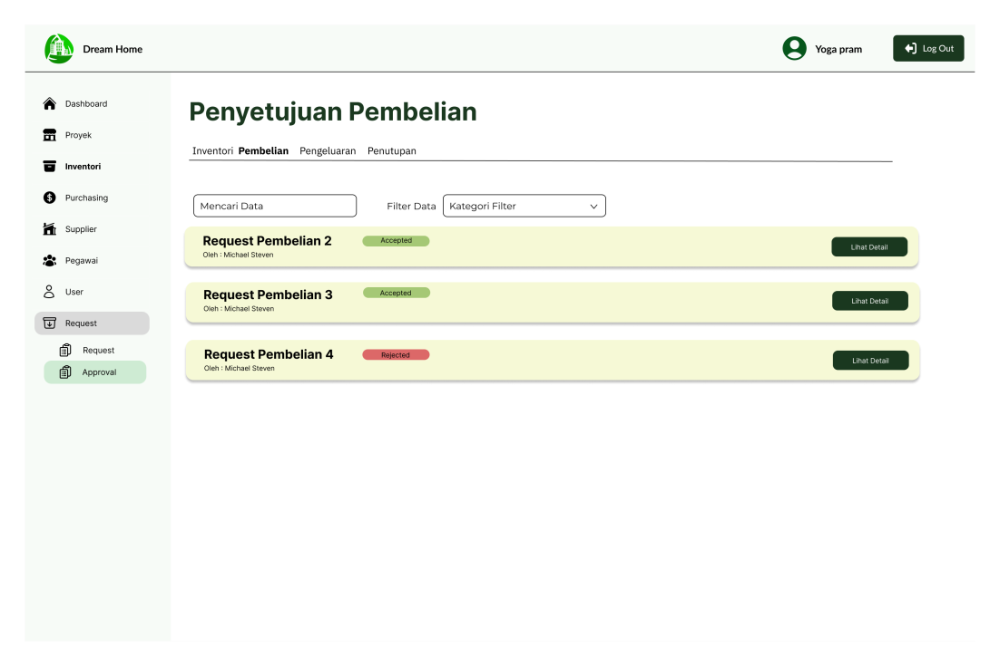 Dream Home
Yoga pram
Log Out
Dashboard
Proyek
Inventori
Purchasing
Supplier
Pegawai
User
Request
Request
Approval
Penyetujuan Pembelian
Inventori Pembelian Pengeluaran Penutupan
Mencari Data
Filter Data Kategori Filter
Request Pembelian 2 Accepted
Oleh : Michael Steven
Lihat Detail
Request Pembelian 3 Accepted
Oleh : Michael Steven
Lihat Detail
Request Pembelian 4 Rejected
Oleh : Michael Steven
Lihat Detail